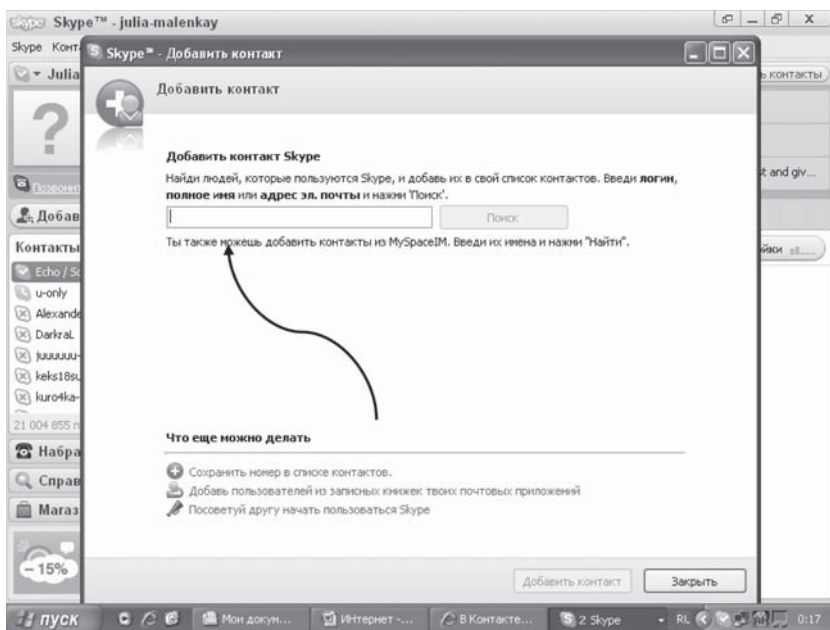 Skype™ - julia-malenkay
Skype
Skype™ - Добавить контакт
Julia
Добавить контакт
контакты
Добавить контакт Skype
Найди людей, которые пользуются Skype, и добавь их в свой список контактов. Введи логин,
полное имя или адрес эл. почты и нажми 'Поиск'.
Поиск
Ты также можешь добавить контакты из MySpaceIM. Введи их имена и нажми "Найти".
t and giv...
Добав
Контакты
Echo / So
u-only
Alexande
DarkraL
juuuuuu-
keks18su
kuro4ka-
21 004 855 п
Набра
Справ
Магаз
-15%
Что еще можно делать
Сохранить номер в списке контактов.
Добавь пользователей из записных книжек твоих почтовых приложений
Посоветуй другу начать пользоваться Skype
Добавить контакт
Закрыть
пуск
Мои докум...
Интернет -...
В Контакте...
2 Skype
RL
0:17